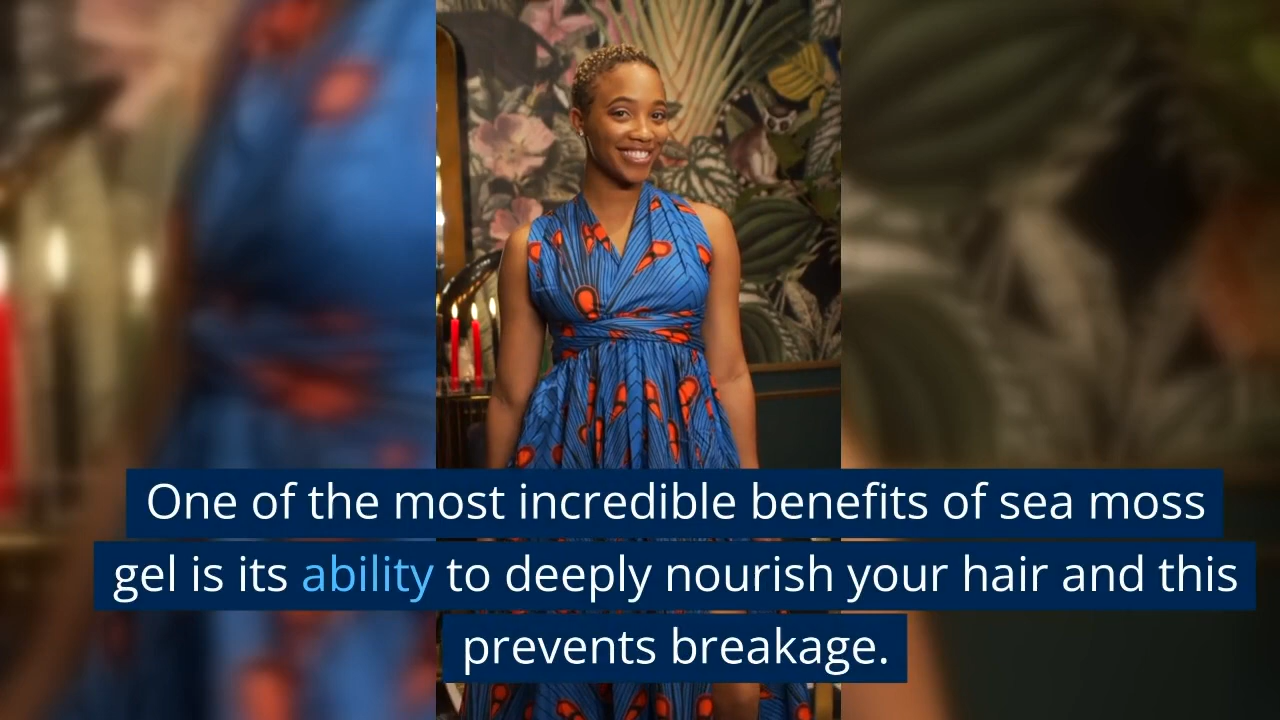 One of the most incredible benefits of sea moss
gel is its ability to deeply nourish your hair and this
prevents breakage.